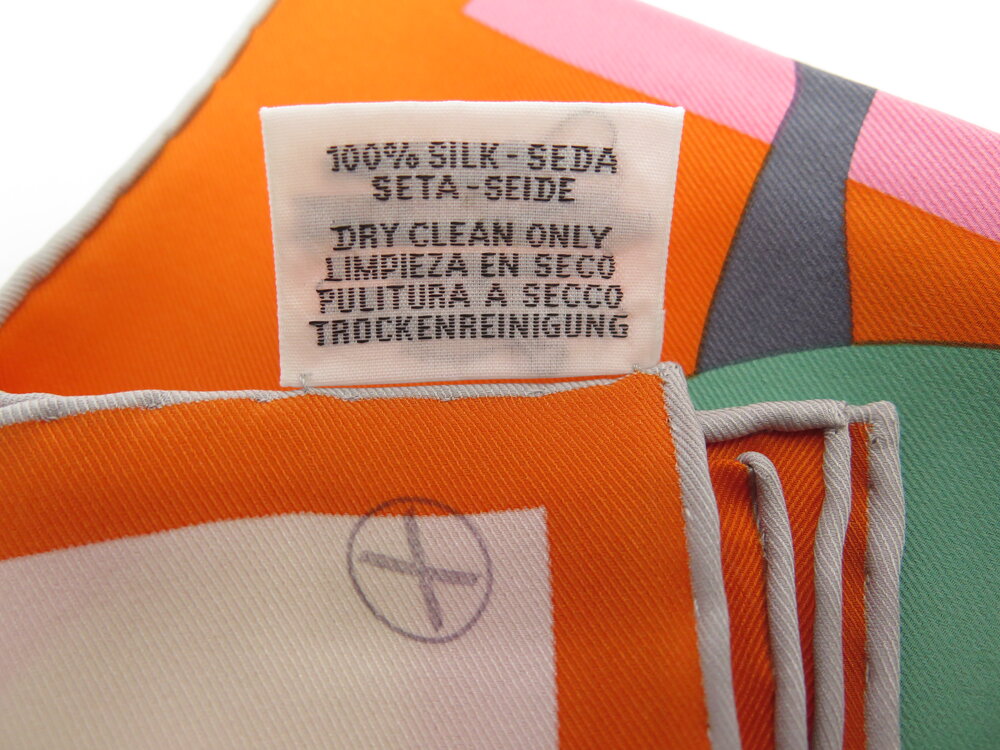 100% SILK - SEDA
SETA - SEIDE
DRY CLEAN ONLY
LIMPIEZA EN SECO
PULITURA A SECCO
TROCKENREINIGUNG